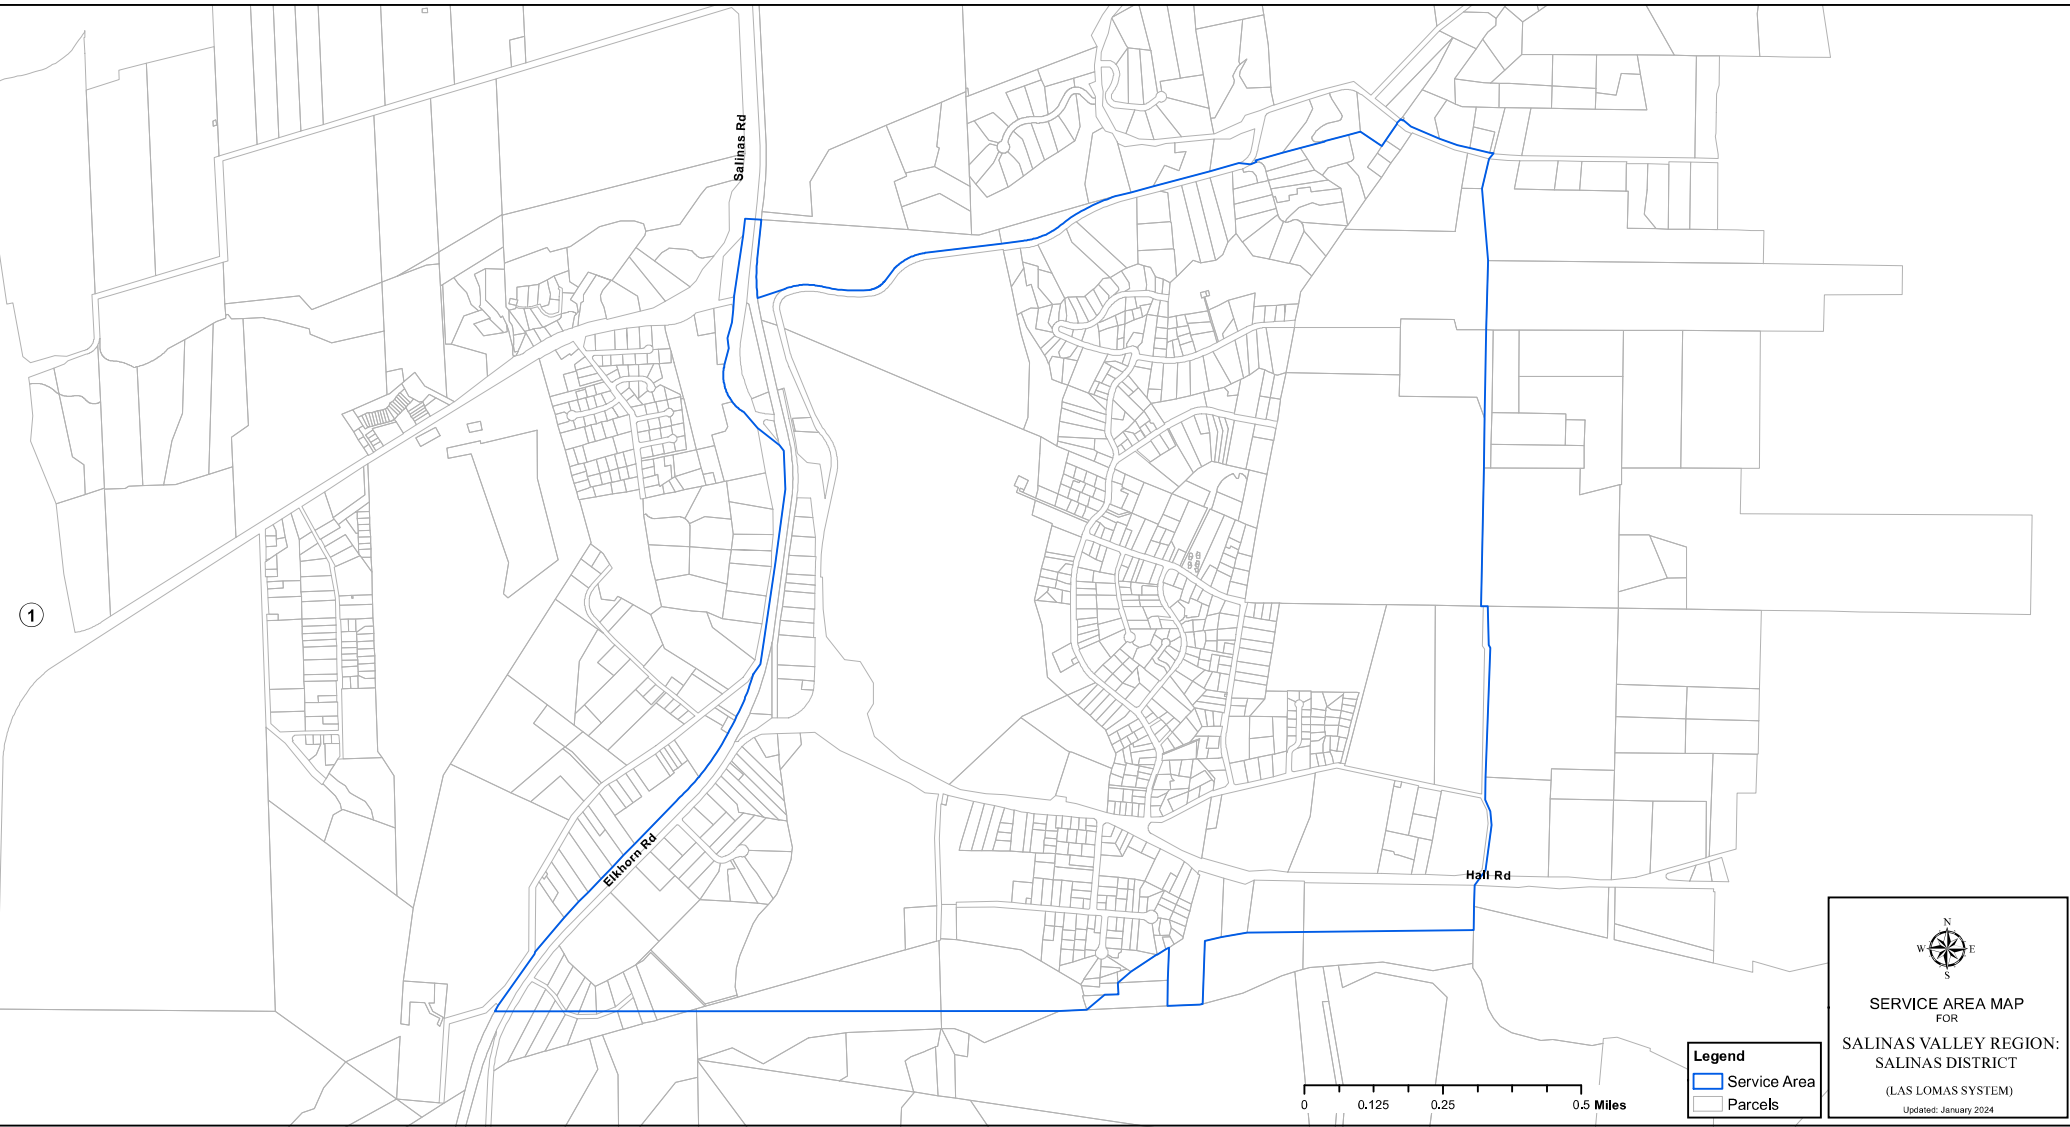 Salinas Rd
1
Elkhorn Rd
Hall Rd
N
W E
S
SERVICE AREA MAP
FOR
SALINAS VALLEY REGION:
SALINAS DISTRICT
(LAS LOMAS SYSTEM)
Updated: January 2024
Legend
Service Area
Parcels
0 0.125 0.25 0.5 Miles